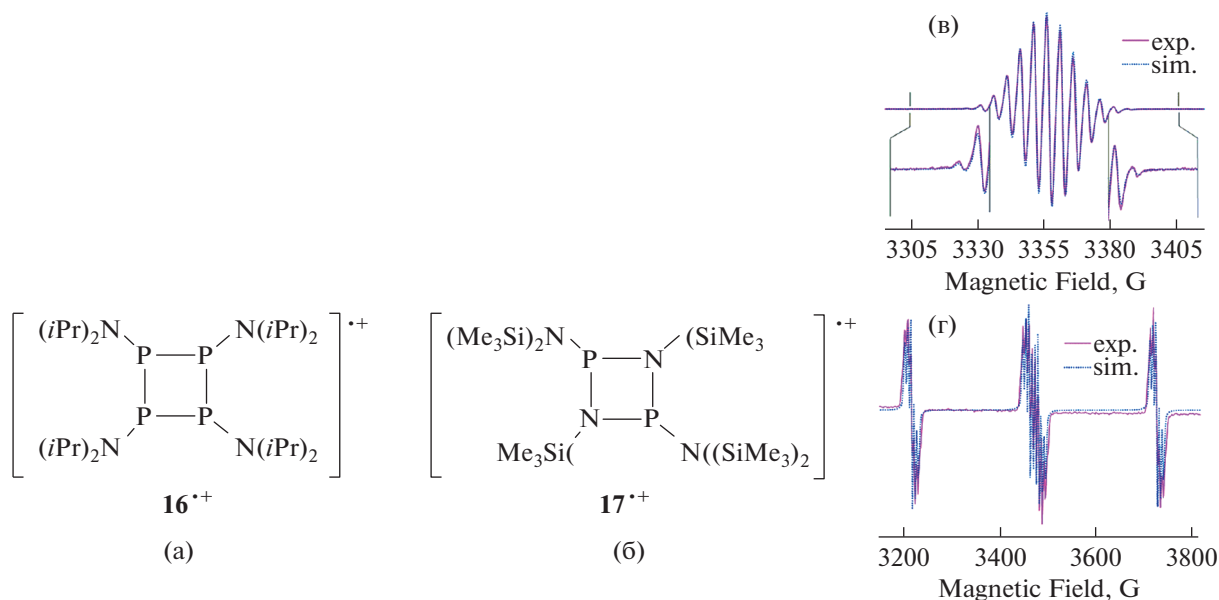 (в)
exp.
sim.
3305 3330 3355 3380 3405
Magnetic Field, G
(iPr)₂N N(iPr)₂ •+
P P
P P
(iPr)₂N N(iPr)₂
16•+
(а)
(Me₃Si)₂N (SiMe₃ •+
P N
N P
Me₃Si( N((SiMe₃)₂
17•+
(б)
(г)
exp.
sim.
3200 3400 3600 3800
Magnetic Field, G